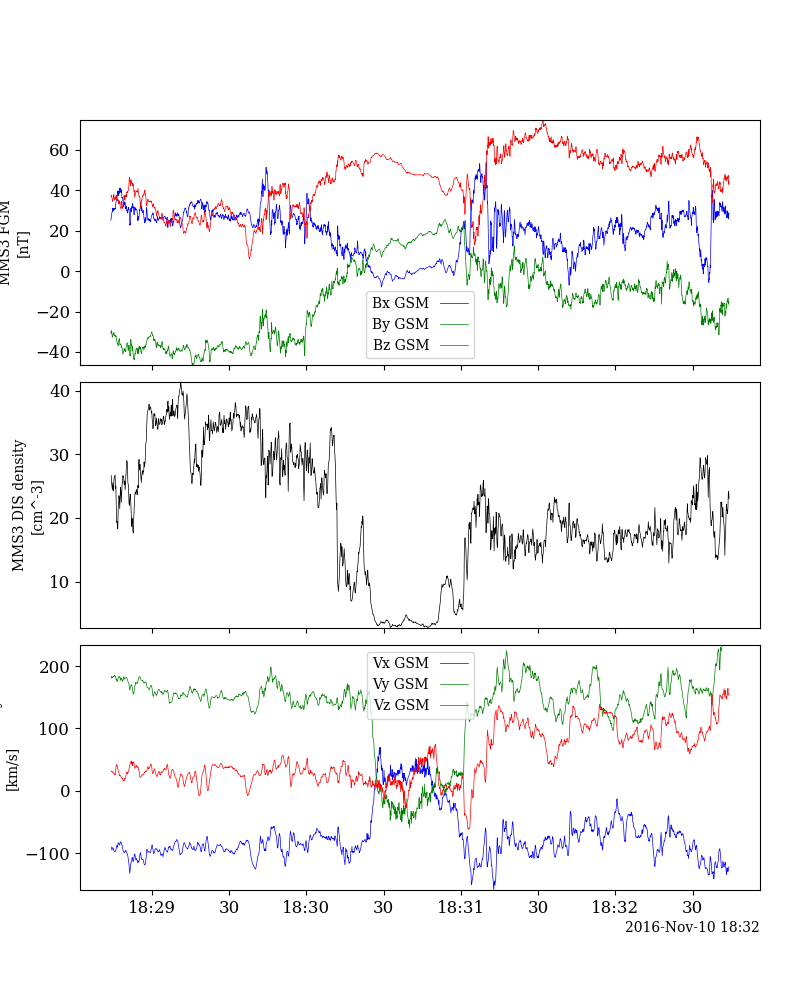 60
40
20
0
−20
−40
MMS3 FGM
[nT]
Bx GSM
By GSM
Bz GSM
40
30
20
10
MMS3 DIS density
[cm^-3]
200
100
0
−100
[km/s]
Vx GSM
Vy GSM
Vz GSM
18:29 30 18:30 30 18:31 30 18:32 30
2016-Nov-10 18:32